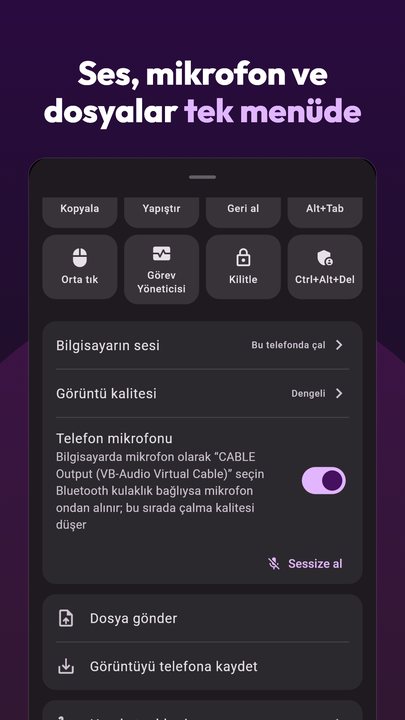 Ses, mikrofon ve
dosyalar tek menüde
Kopyala
Yapıştır
Geri al
Alt+Tab
Orta tık
Görev
Yöneticisi
Kilitle
Ctrl+Alt+Del
Bilgisayarın sesi
Bu telefonda çal
Görüntü kalitesi
Dengeli
Telefon mikrofonu
Bilgisayarda mikrofon olarak “CABLE
Output (VB-Audio Virtual Cable)” seçin
Bluetooth kulaklık bağlıysa mikrofon
ondan alınır; bu sırada çalma kalitesi
düşer
Sessize al
Dosya gönder
Görüntüyü telefona kaydet